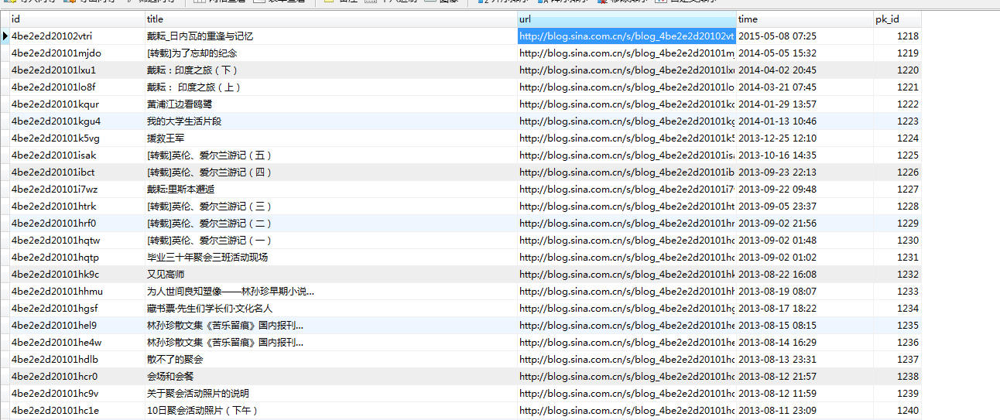 id title url time pk_id
4be2e2d20102vtri 戴耘_日内瓦的重逢与记忆 http://blog.sina.com.cn/s/blog_4be2e2d20102vt 2015-05-08 07:25 1218
4be2e2d20101mjdo [转载]为了忘却的纪念 http://blog.sina.com.cn/s/blog_4be2e2d20101mj 2014-05-05 15:32 1219
4be2e2d20101lxu1 戴耘：印度之旅（下） http://blog.sina.com.cn/s/blog_4be2e2d20101lxu 2014-04-02 20:45 1220
4be2e2d20101lo8f 戴耘： 印度之旅（上） http://blog.sina.com.cn/s/blog_4be2e2d20101lo 2014-03-21 07:45 1221
4be2e2d20101kqur 黄浦江边看鸥鹭 http://blog.sina.com.cn/s/blog_4be2e2d20101kq 2014-01-29 13:57 1222
4be2e2d20101kgu4 我的大学生活片段 http://blog.sina.com.cn/s/blog_4be2e2d20101kg 2014-01-13 10:46 1223
4be2e2d20101k5vg 援救王军 http://blog.sina.com.cn/s/blog_4be2e2d20101k5 2013-12-25 12:10 1224
4be2e2d20101isak [转载]英伦、爱尔兰游记（五） http://blog.sina.com.cn/s/blog_4be2e2d20101isa 2013-10-16 14:35 1225
4be2e2d20101ibct [转载]英伦、爱尔兰游记（四） http://blog.sina.com.cn/s/blog_4be2e2d20101ib 2013-09-23 22:13 1226
4be2e2d20101i7wz 戴耘:里斯本邂逅 http://blog.sina.com.cn/s/blog_4be2e2d20101i7 2013-09-22 09:48 1227
4be2e2d20101htrk [转载]英伦、爱尔兰游记（三） http://blog.sina.com.cn/s/blog_4be2e2d20101ht 2013-09-05 23:37 1228
4be2e2d20101hrf0 [转载]英伦、爱尔兰游记（二） http://blog.sina.com.cn/s/blog_4be2e2d20101hr 2013-09-02 21:56 1229
4be2e2d20101hqtw [转载]英伦、爱尔兰游记（一） http://blog.sina.com.cn/s/blog_4be2e2d20101hq 2013-09-02 01:48 1230
4be2e2d20101hqtp 毕业三十年聚会三班活动现场 http://blog.sina.com.cn/s/blog_4be2e2d20101hq 2013-09-02 01:02 1231
4be2e2d20101hk9c 又见高师 http://blog.sina.com.cn/s/blog_4be2e2d20101hk 2013-08-22 16:08 1232
4be2e2d20101hhmu 为人世间良知塑像——林孙珍早期小说... http://blog.sina.com.cn/s/blog_4be2e2d20101hh 2013-08-19 08:07 1233
4be2e2d20101hgsf 藏书票·先生们学长们·文化名人 http://blog.sina.com.cn/s/blog_4be2e2d20101hg 2013-08-17 18:22 1234
4be2e2d20101hel9 林孙珍散文集《苦乐留痕》国内报刊... http://blog.sina.com.cn/s/blog_4be2e2d20101he 2013-08-15 08:15 1235
4be2e2d20101he4w 林孙珍散文集《苦乐留痕》国内报刊... http://blog.sina.com.cn/s/blog_4be2e2d20101he 2013-08-14 16:29 1236
4be2e2d20101hdlb 散不了的聚会 http://blog.sina.com.cn/s/blog_4be2e2d20101hd 2013-08-13 23:31 1237
4be2e2d20101hcr0 会场和会餐 http://blog.sina.com.cn/s/blog_4be2e2d20101hc 2013-08-12 21:57 1238
4be2e2d20101hc9v 关于聚会活动照片的说明 http://blog.sina.com.cn/s/blog_4be2e2d20101hc 2013-08-12 11:59 1239
4be2e2d20101hc1e 10日聚会活动照片（下午） http://blog.sina.com.cn/s/blog_4be2e2d20101hc 2013-08-11 23:09 1240